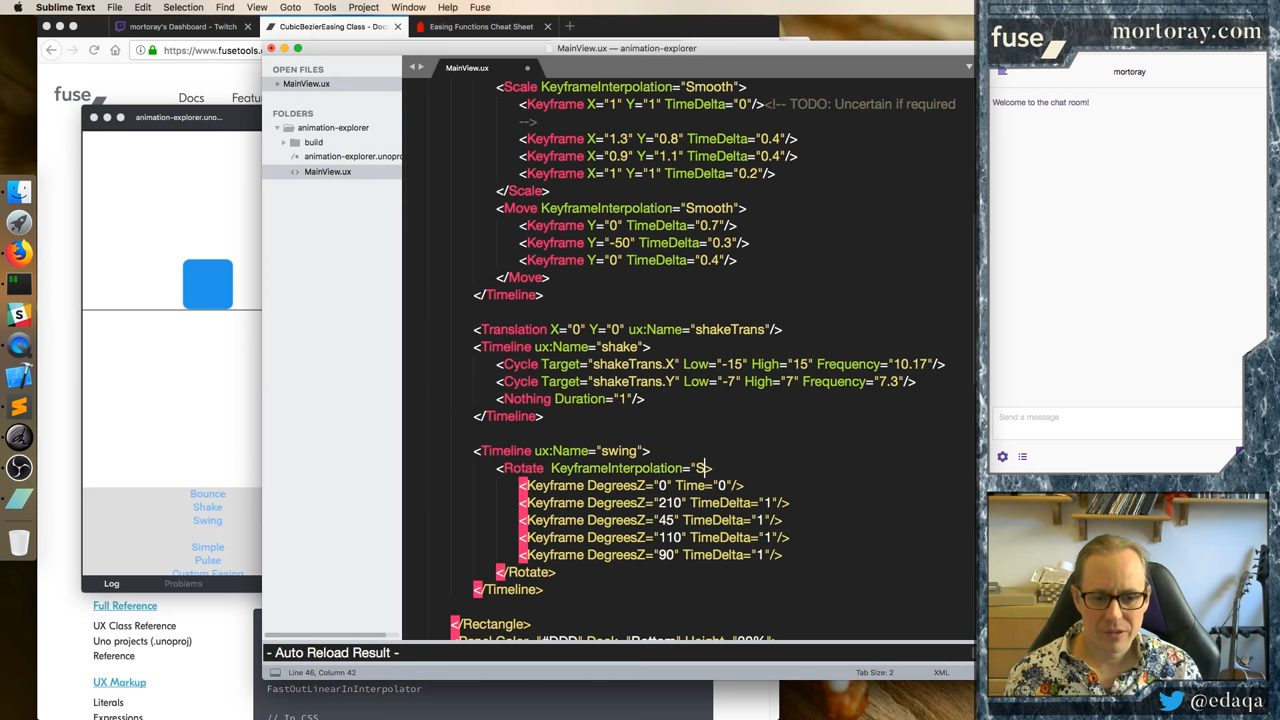 Sublime Text File Edit Selection Find View Goto Tools Project Window Help Fuse
mortoray's Dashboard - Twitch
CubicBezierEasing Class - Docs
Easing Functions Cheat Sheet
https://www.fusetools.c
fuse
Docs Featur
animation-explorer.uno...
Bounce
Shake
Swing
Simple
Pulse
Custom Easing
Log Problems
Full Reference
UX Class Reference
Uno projects (.unoproj)
Reference
UX Markup
Literals
Expressions
MainView.ux — animation-explorer
OPEN FILES
MainView.ux
FOLDERS
animation-explorer
build
animation-explorer.unopro
MainView.ux
MainView.ux
<Scale KeyframeInterpolation="Smooth">
<Keyframe X="1" Y="1" TimeDelta="0"/><!-- TODO: Uncertain if required
-->
<Keyframe X="1.3" Y="0.8" TimeDelta="0.4"/>
<Keyframe X="0.9" Y="1.1" TimeDelta="0.4"/>
<Keyframe X="1" Y="1" TimeDelta="0.2"/>
</Scale>
<Move KeyframeInterpolation="Smooth">
<Keyframe Y="0" TimeDelta="0.7"/>
<Keyframe Y="-50" TimeDelta="0.3"/>
<Keyframe Y="0" TimeDelta="0.4"/>
</Move>
</Timeline>
<Translation X="0" Y="0" ux:Name="shakeTrans"/>
<Timeline ux:Name="shake">
<Cycle Target="shakeTrans.X" Low="-15" High="15" Frequency="10.17"/>
<Cycle Target="shakeTrans.Y" Low="-7" High="7" Frequency="7.3"/>
<Nothing Duration="1"/>
</Timeline>
<Timeline ux:Name="swing">
<Rotate KeyframeInterpolation="S>
<Keyframe DegreesZ="0" Time="0"/>
<Keyframe DegreesZ="210" TimeDelta="1"/>
<Keyframe DegreesZ="45" TimeDelta="1"/>
<Keyframe DegreesZ="110" TimeDelta="1"/>
<Keyframe DegreesZ="90" TimeDelta="1"/>
</Rotate>
</Timeline>
</Rectangle>
- Auto Reload Result -
Line 46, Column 42
Tab Size: 2
XML
FastOutLinearInInterpolator
// In CSS
fuse
mortoray.com
mortoray
Welcome to the chat room!
Send a message
@edaqa